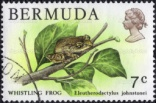 BERMUDA
WHISTLING FROG
Eleutherodactylus johnstonei
7c